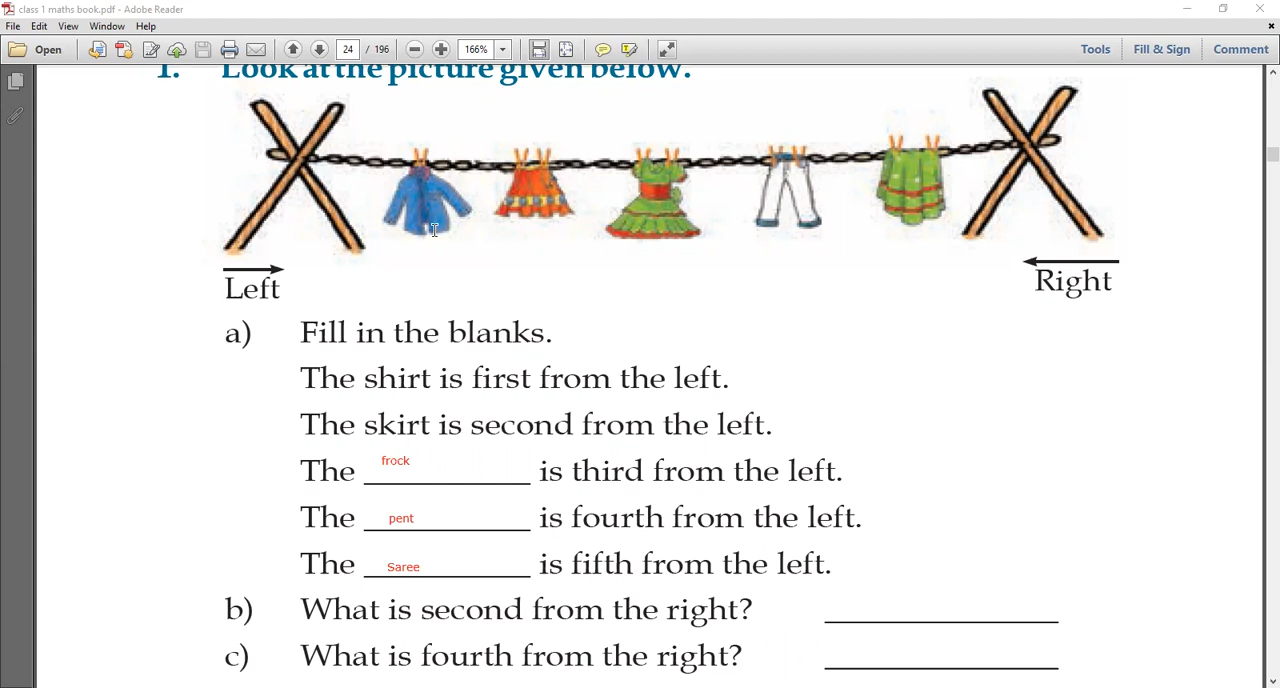 class 1 maths book.pdf - Adobe Reader
File Edit View Window Help
Open 24 / 196 166% Tools Fill & Sign Comment
1. Look at the picture given below.
Left
Right
a) Fill in the blanks.
The shirt is first from the left.
The skirt is second from the left.
The frock is third from the left.
The pent is fourth from the left.
The Saree is fifth from the left.
b) What is second from the right?
c) What is fourth from the right?